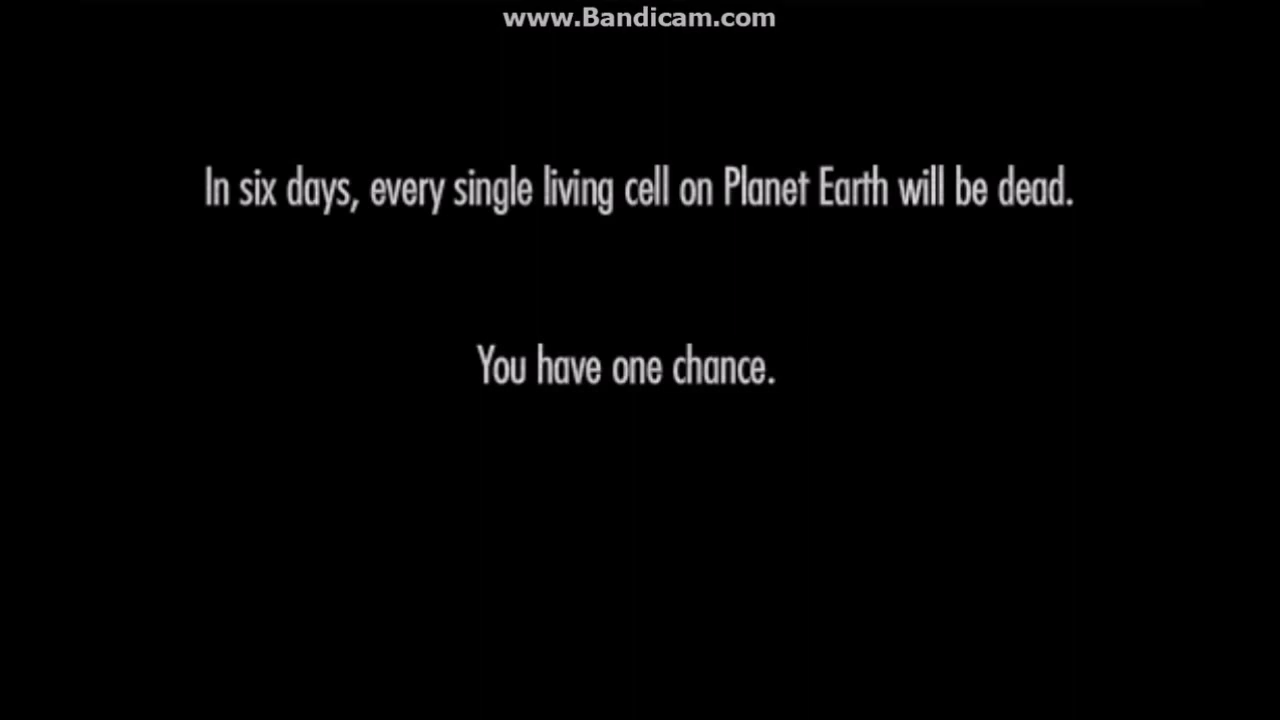 www.Bandicam.com
In six days, every single living cell on Planet Earth will be dead.
You have one chance.